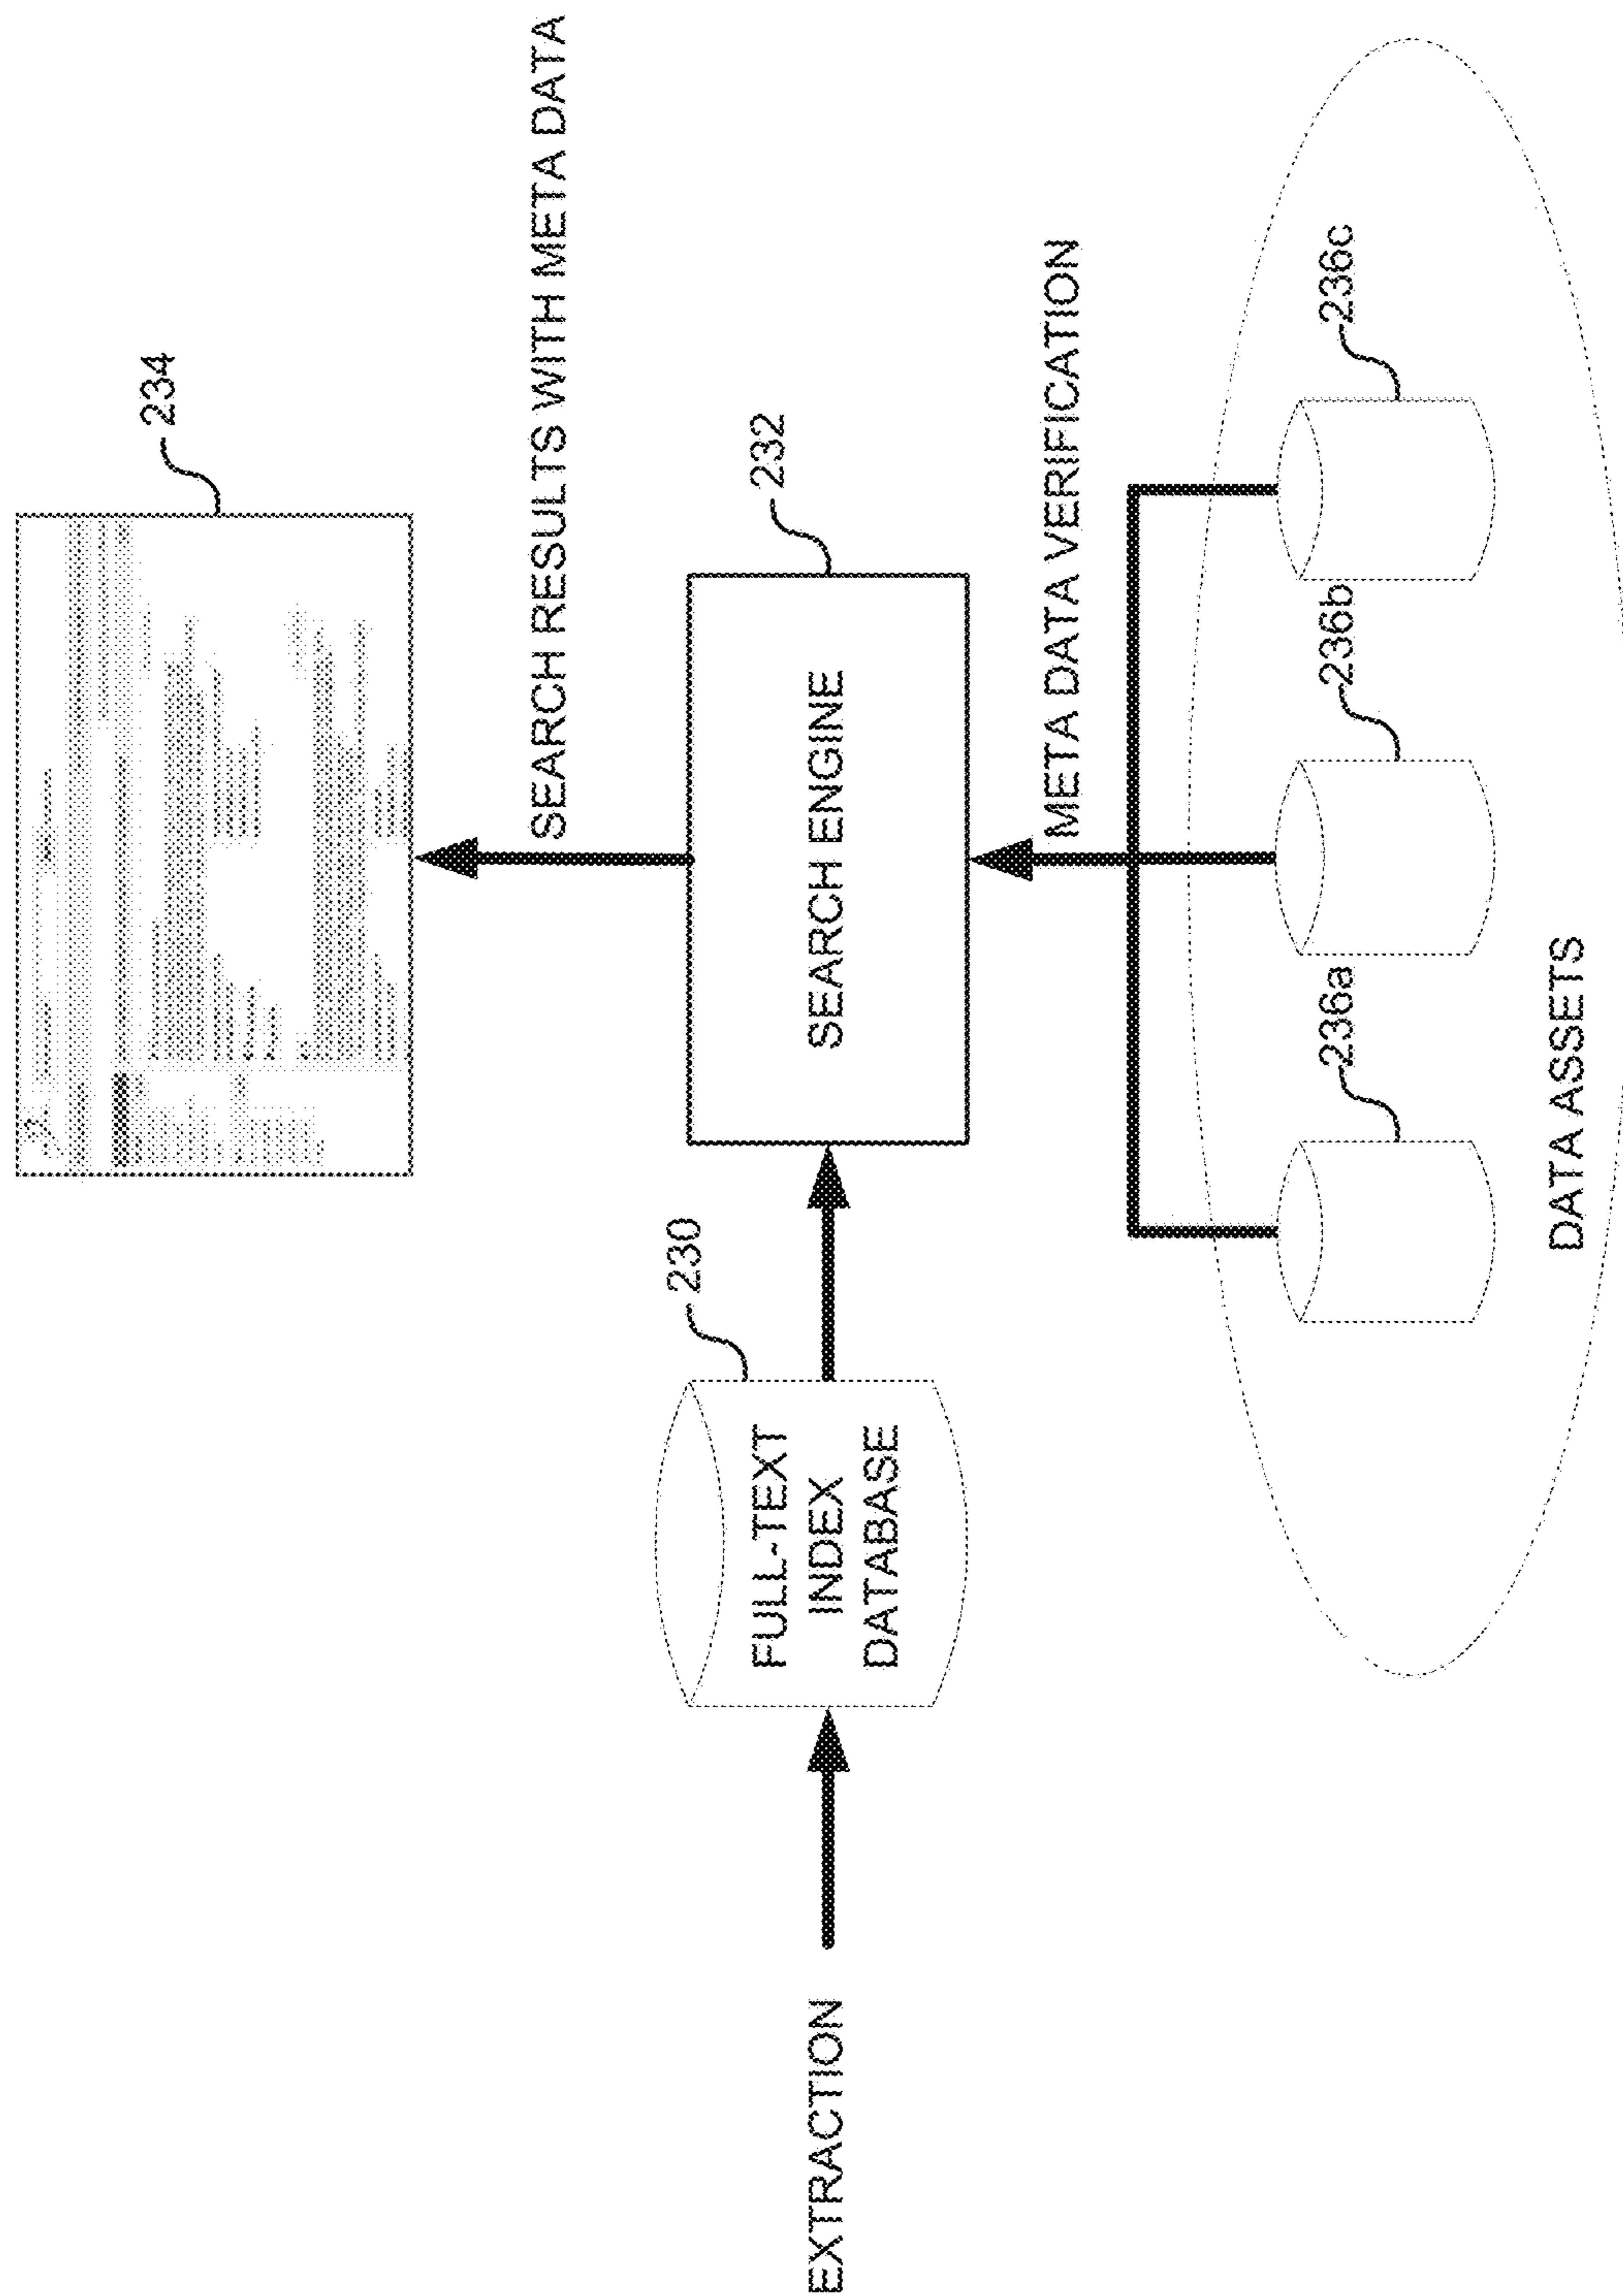 234
SEARCH RESULTS WITH META DATA
230
232
EXTRACTION
FULL-TEXT
INDEX
DATABASE
SEARCH ENGINE
META DATA VERIFICATION
236a
236b
236c
DATA ASSETS